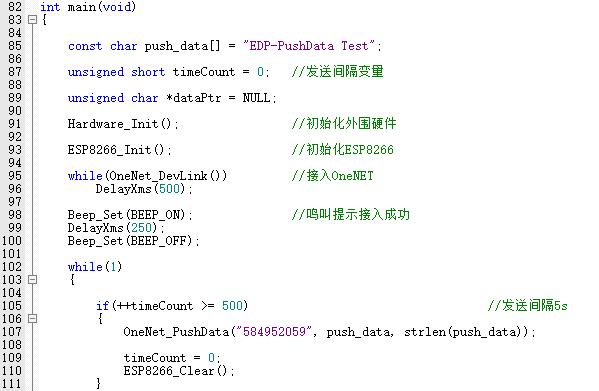 82 int main(void)
83 {
84
85 const char push_data[] = "EDP-PushData Test";
86
87 unsigned short timeCount = 0; //发送间隔变量
88
89 unsigned char *dataPtr = NULL;
90
91 Hardware_Init(); //初始化外围硬件
92
93 ESP8266_Init(); //初始化ESP8266
94
95 while(OneNet_DevLink()) //接入OneNET
96 DelayXms(500);
97
98 Beep_Set(BEEP_ON); //鸣叫提示接入成功
99 DelayXms(250);
100 Beep_Set(BEEP_OFF);
101
102 while(1)
103 {
104
105 if(++timeCount >= 500) //发送间隔5s
106 {
107 OneNet_PushData("584952059", push_data, strlen(push_data));
108
109 timeCount = 0;
110 ESP8266_Clear();
111 }